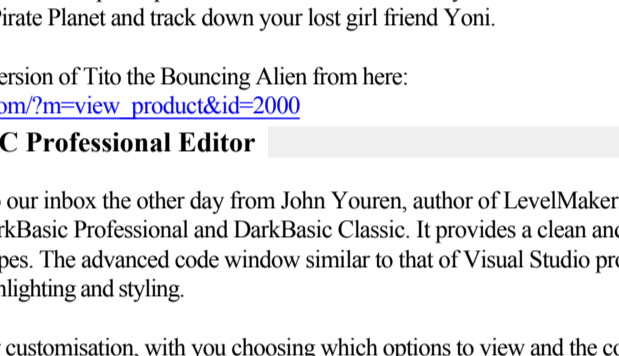 irate Planet and track down your lost girl friend Yoni.
ersion of Tito the Bouncing Alien from here:
om/?m=view_product&id=2000
C Professional Editor
our inbox the other day from John Youren, author of LevelMaker
rkBasic Professional and DarkBasic Classic. It provides a clean and
pes. The advanced code window similar to that of Visual Studio pro
hlighting and styling.
customisation, with you choosing which options to view and the co